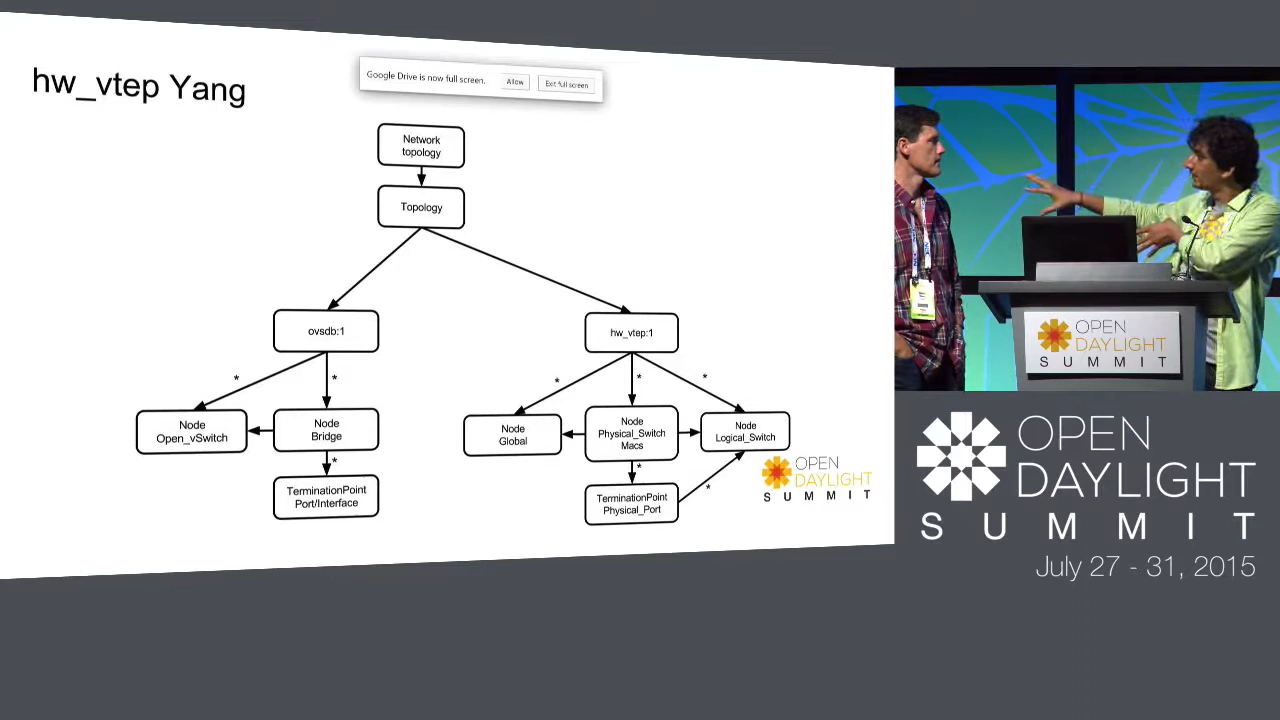 hw_vtep Yang
Google Drive is now full screen.
Allow
Exit full screen
Network
topology
Topology
ovsdb:1
hw_vtep:1
*
*
*
*
*
Node
Open_vSwitch
Node
Bridge
Node
Global
Node
Physical_Switch
Macs
Node
Logical_Switch
*
*
*
TerminationPoint
Port/Interface
TerminationPoint
Physical_Port
OPEN
DAYLIGHT
SUMMIT
OPEN
DAYLIGHT
SUMMIT
OPEN
DAYLIGHT
SUMMIT
July 27 - 31, 2015